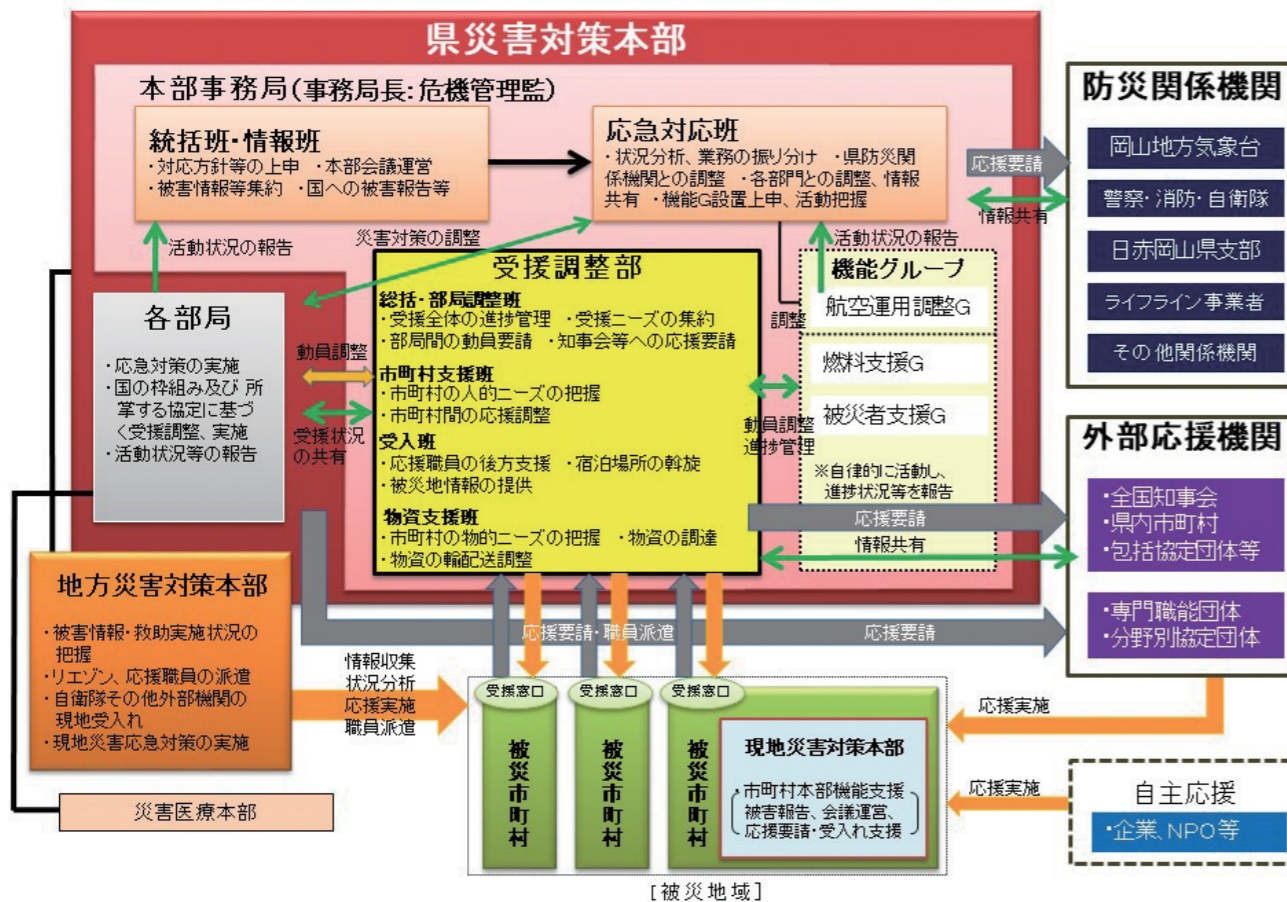 県災害対策本部
本部事務局(事務局長:危機管理監)
統括班・情報班
・対応方針等の上申 ・本部会議運営
・被害情報等集約 ・国への被害報告等
応急対応班
・状況分析、業務の振り分け ・県防災関
係機関との調整 ・各部門との調整、情報
共有 ・機能G設置上申、活動把握
応援要請
情報共有
防災関係機関
岡山地方気象台
警察・消防・自衛隊
日赤岡山県支部
ライフライン事業者
その他関係機関
活動状況の報告
災害対策の調整
活動状況の報告
各部局
・応急対策の実施
・国の枠組み及び 所
掌する協定に基づ
く受援調整、実施
・活動状況等の報告
動員調整
受援状況
の共有
受援調整部
総括・部局調整班
・受援全体の進捗管理 ・受援ニーズの集約
・部局間の動員要請 ・知事会等への応援要請
市町村支援班
・市町村の人的ニーズの把握
・市町村間の応援調整
受入班
・応援職員の後方支援 ・宿泊場所の斡旋
・被災地情報の提供
物資支援班
・市町村の物的ニーズの把握 ・物資の調達
・物資の輸配送調整
調整
動員調整
進捗管理
機能グループ
航空運用調整G
燃料支援G
被災者支援G
※自律的に活動し、
進捗状況等を報告
応援要請
情報共有
外部応援機関
・全国知事会
・県内市町村
・包括協定団体等
・専門職能団体
・分野別協定団体
地方災害対策本部
・被害情報・救助実施状況の
把握
・リエゾン、応援職員の派遣
・自衛隊その他外部機関の
現地受入れ
・現地災害応急対策の実施
災害医療本部
応援要請・職員派遣
応援要請
情報収集
状況分析
応援実施
職員派遣
受援窓口
受援窓口
受援窓口
被災市町村
被災市町村
被災市町村
現地災害対策本部
・市町村本部機能支援
被害報告、会議運営、
応援要請・受入れ支援
[被災地域]
応援実施
応援実施
自主応援
・企業、NPO等